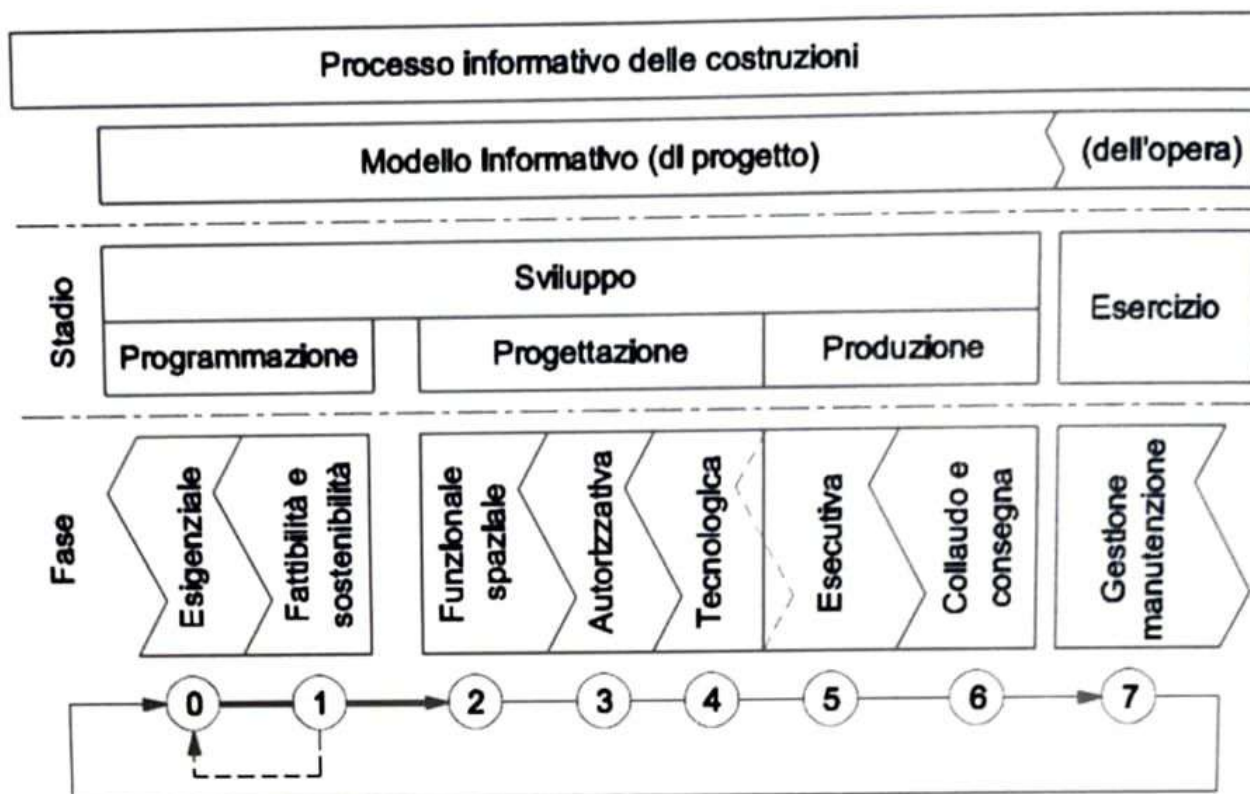 Processo informativo delle costruzioni
Modello Informativo (di progetto)
(dell'opera)
Stadio
Sviluppo
Esercizio
Programmazione
Progettazione
Produzione
Fase
Esigenziale
Fattibilità e
sostenibilità
Funzionale
spaziale
Autorizzativa
Tecnologica
Esecutiva
Collaudo e
consegna
Gestione
manutenzione
0
1
2
3
4
5
6
7